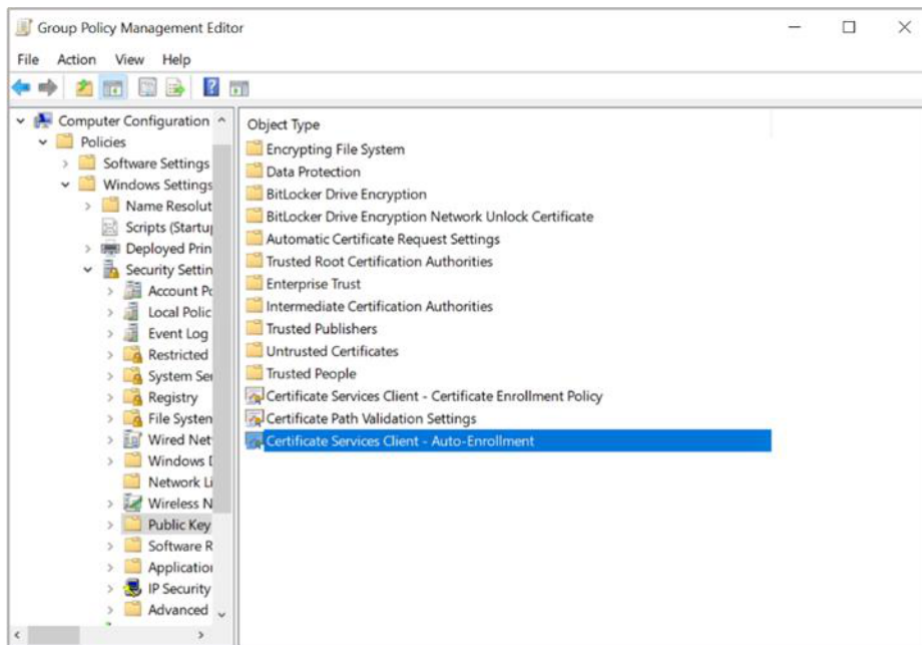 Group Policy Management Editor
File Action View Help
Computer Configuration
Policies
Software Settings
Windows Settings
Name Resolut
Scripts (Startup
Deployed Prin
Security Settin
Account Po
Local Polic
Event Log
Restricted
System Ser
Registry
File System
Wired Net
Windows D
Network Li
Wireless N
Public Key
Software R
Application
IP Security
Advanced
Object Type
Encrypting File System
Data Protection
BitLocker Drive Encryption
BitLocker Drive Encryption Network Unlock Certificate
Automatic Certificate Request Settings
Trusted Root Certification Authorities
Enterprise Trust
Intermediate Certification Authorities
Trusted Publishers
Untrusted Certificates
Trusted People
Certificate Services Client - Certificate Enrollment Policy
Certificate Path Validation Settings
Certificate Services Client - Auto-Enrollment